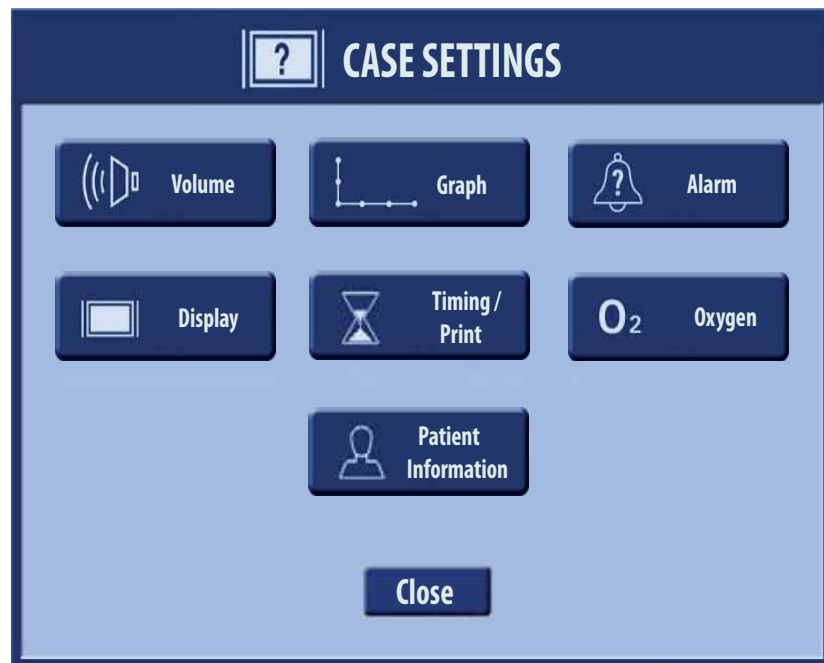 ? CASE SETTINGS
Volume
Graph
? Alarm
Display
Timing /
Print
O₂ Oxygen
Patient
Information
Close